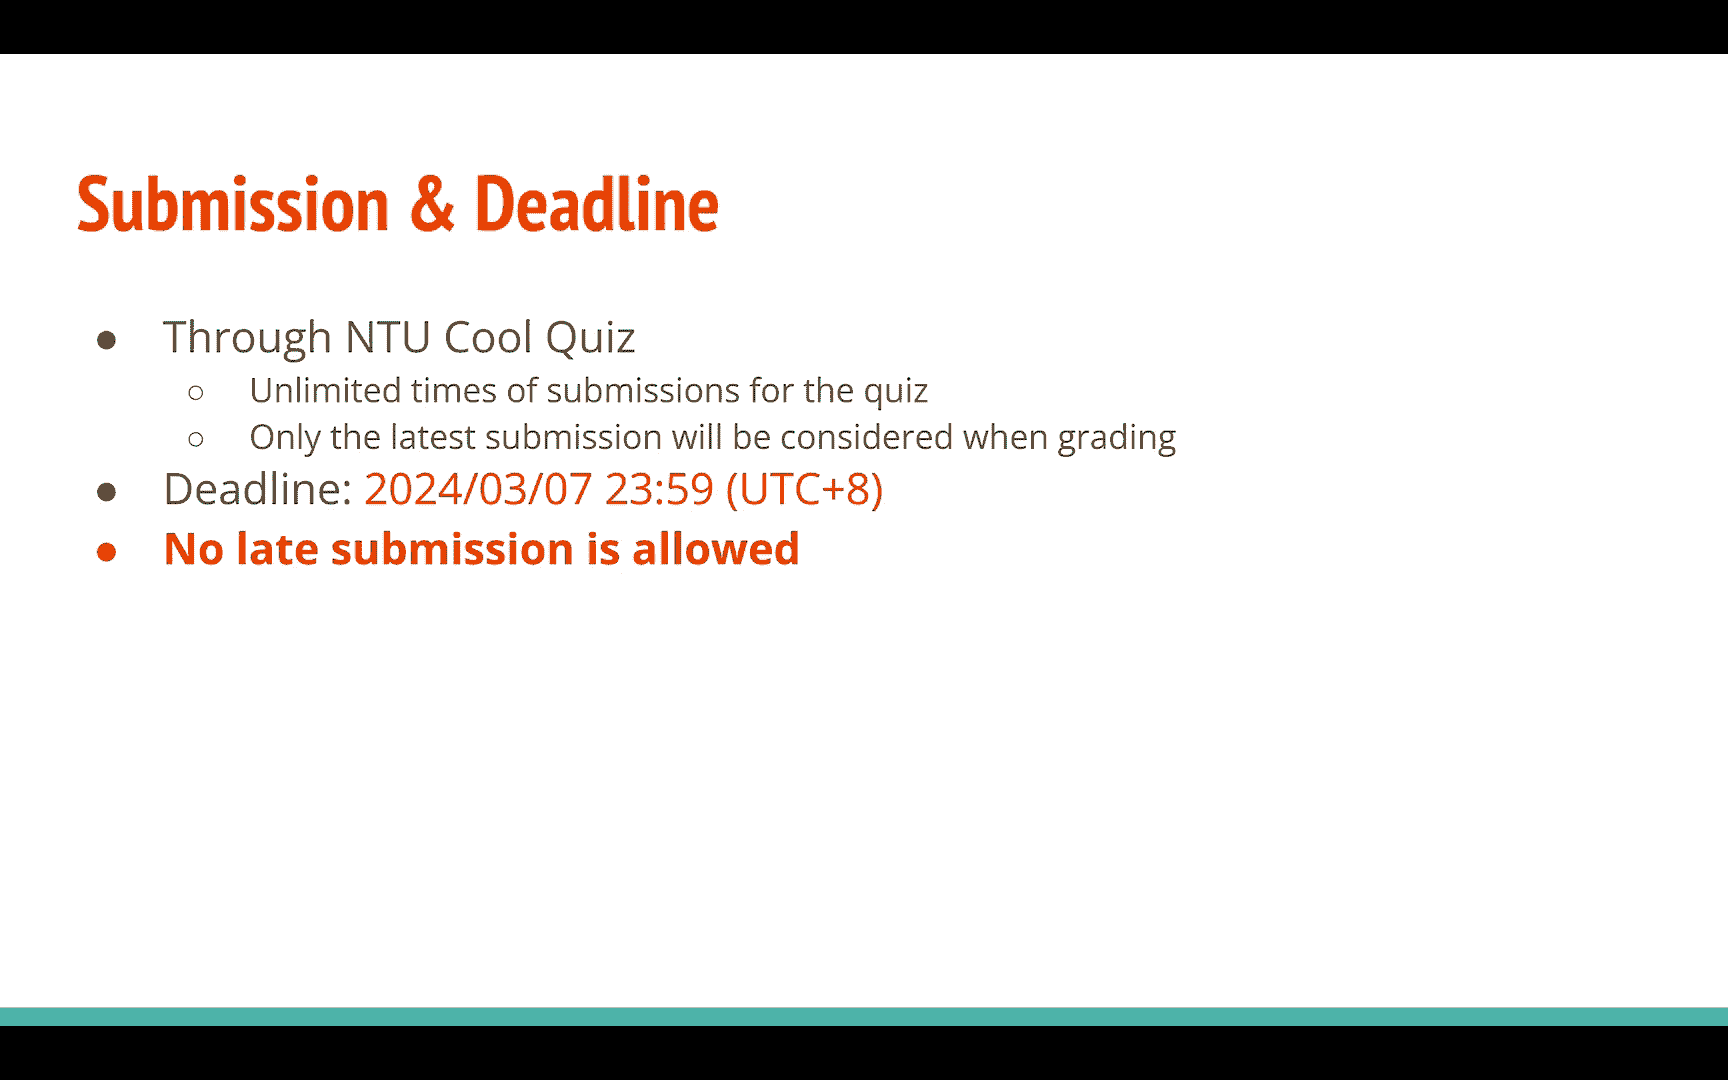 Submission & Deadline
● Through NTU Cool Quiz
○ Unlimited times of submissions for the quiz
○ Only the latest submission will be considered when grading
● Deadline: 2024/03/07 23:59 (UTC+8)
● No late submission is allowed